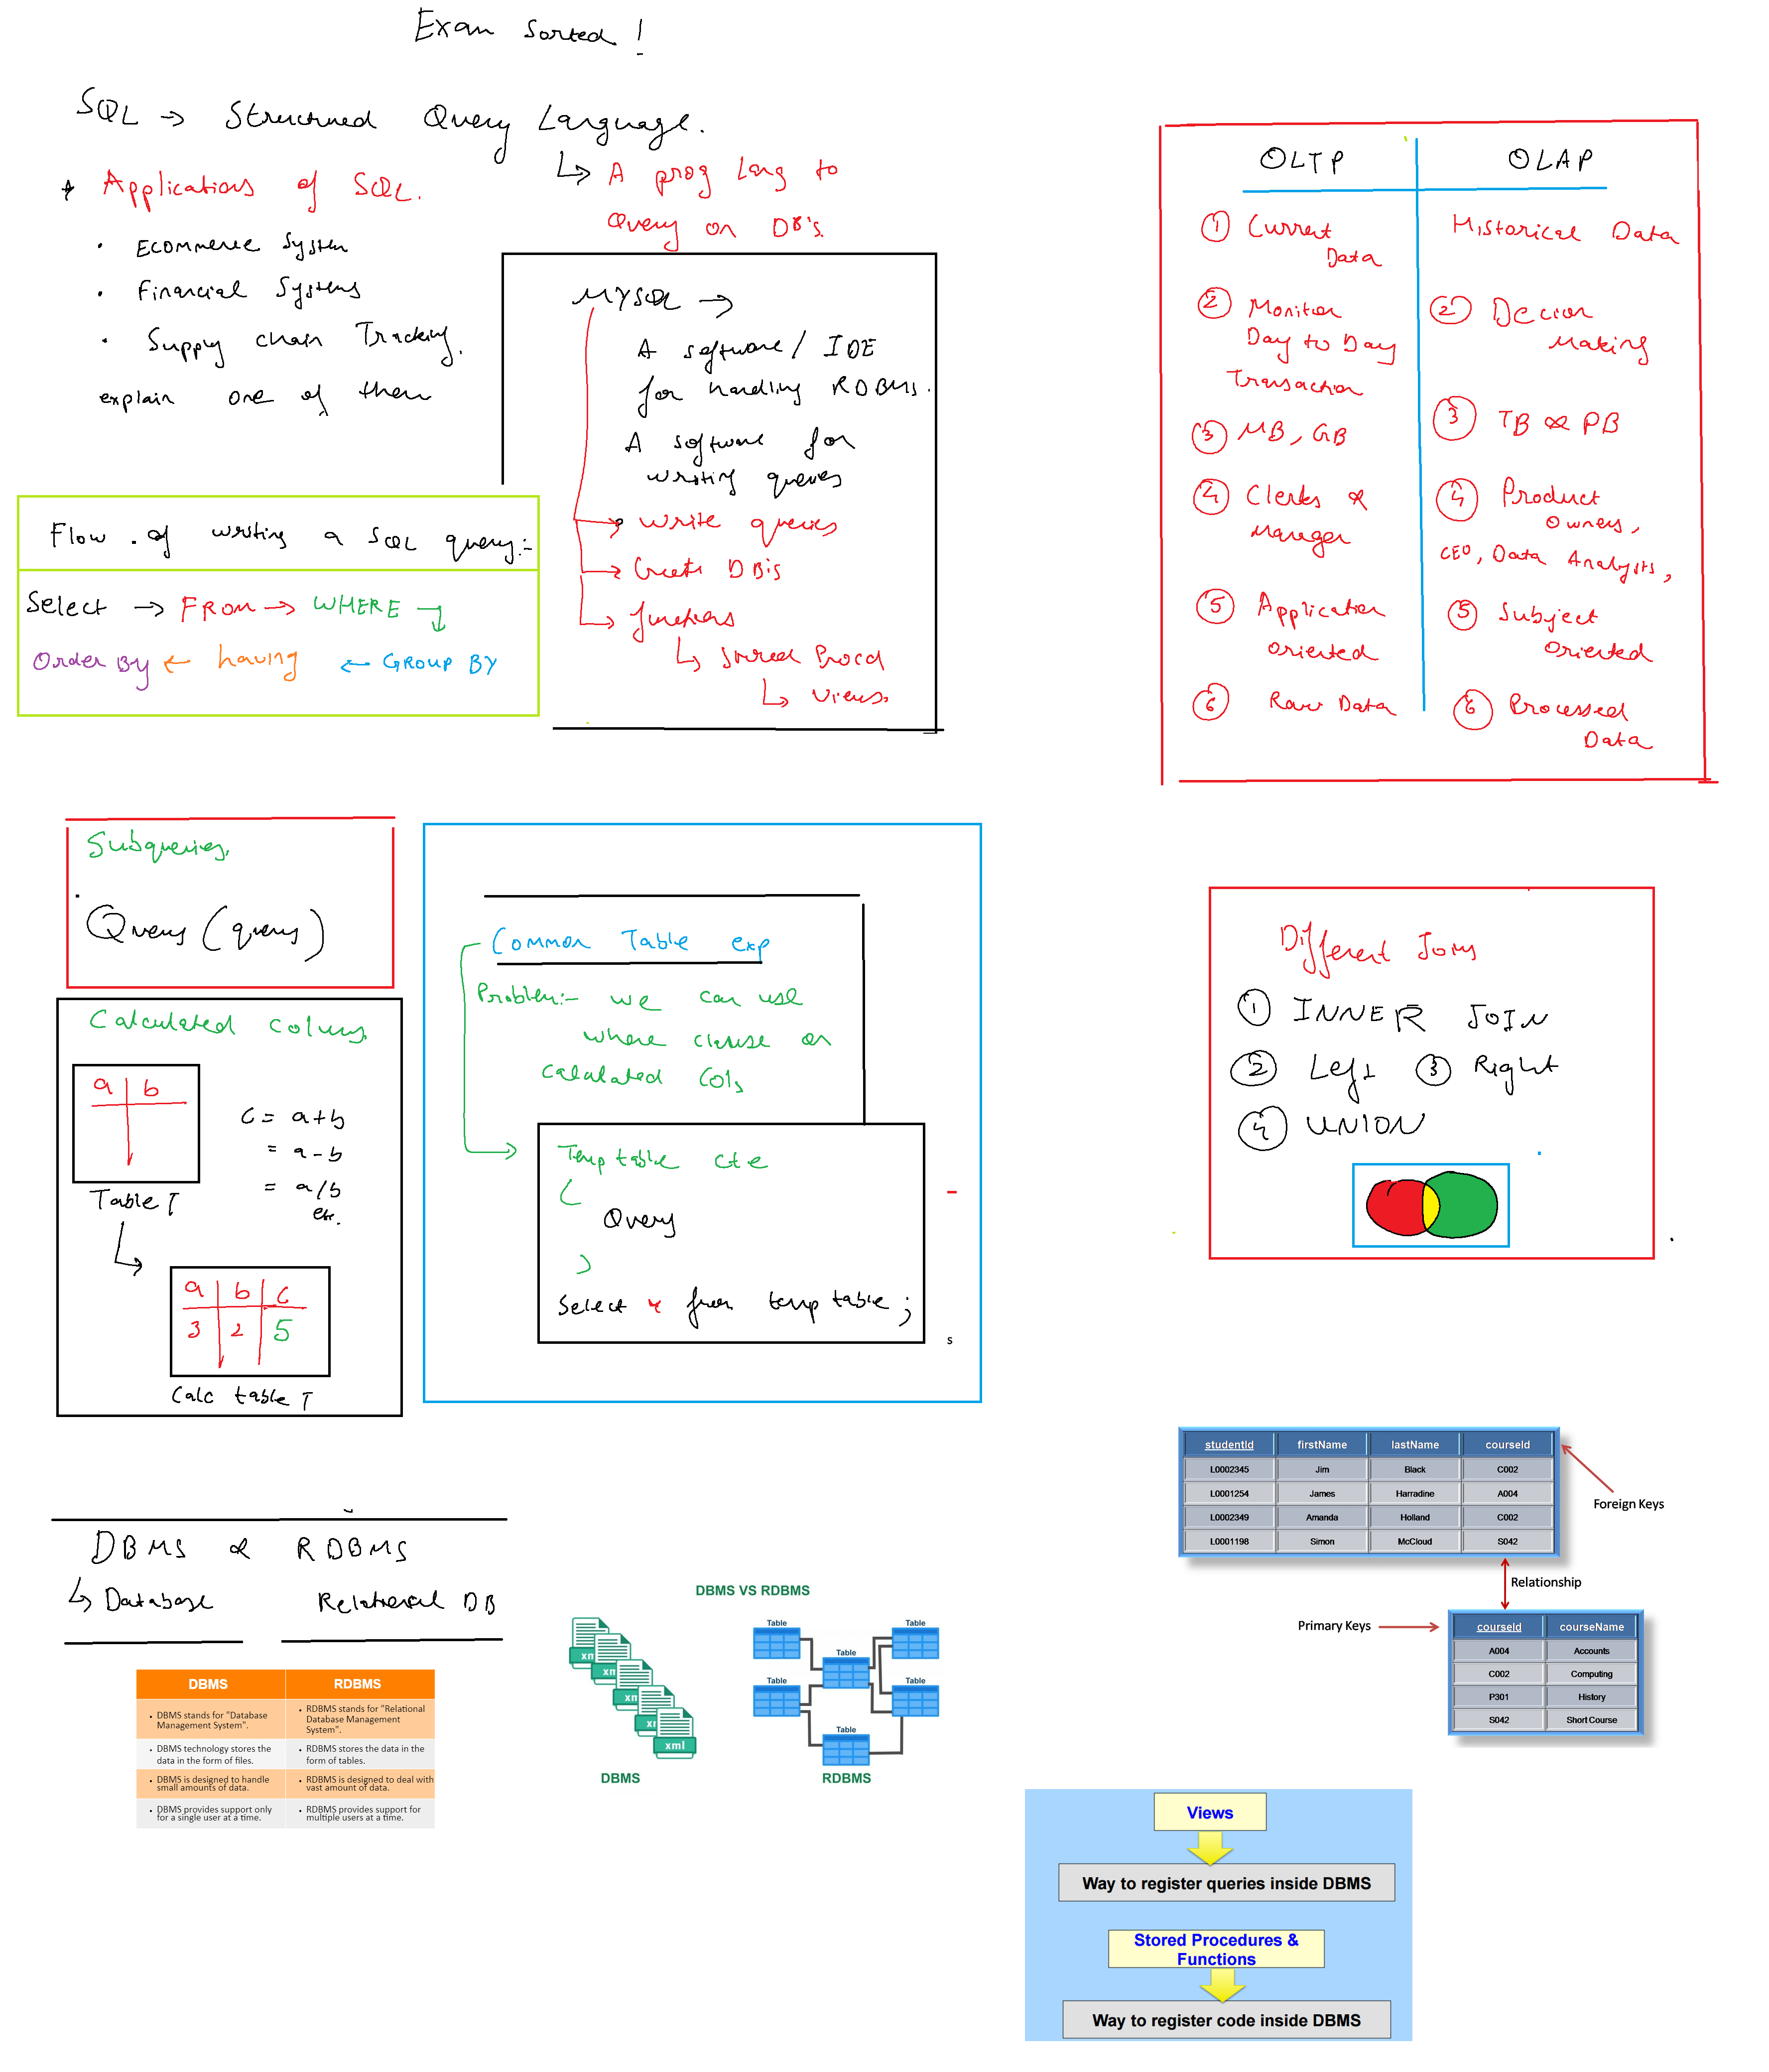 Exam Sorted !
SQL → Structured Query Language.
↳ A prog Lang to
Query on DB's.
* Applications of SQL.
• Ecommerce System
• Financial Systems
• Supply chain Tracking.
explain one of them
MYSQL →
A software / IDE
for handling RDBMS.
A software for
writing queries
→ write queries
→ Create DB's
→ functions
↳ Stored Procd
↳ Views.
Flow of writing a SQL query:-
Select → FROM → WHERE
Order By ← having ← GROUP BY
OLTP
OLAP
① Current
Data
Historical Data
② Monitor
Day to Day
Transaction
②
Making
③ MB, GB
③ TB & PB
④ Clerks &
Manager
④ Product
Owners,
CEO, Data Analysts,
⑤ Application
oriented
⑤ Subject
Oriented
⑥ Raw Data
⑥ Processed
Data
Subqueries.
Query (query)
Calculated
a b
Table T
c = a+b
= a-b
= a/b
etc.
a b c
3 2 5
Calc table T
Common Table exp
Problem:- we can use
where clause on
Cols
Temp table cte
(
Query
)
Select * from temp table ;
s
Different Joins
① INNER JOIN
② Left ③ Right
④ UNION
studentId firstName lastName courseId
L0002345 Jim Black C002
L0001254 James Harradine A004
L0002349 Amanda Holland C002
L0001198 Simon McCloud S042
Foreign Keys
Relationship
Primary Keys
courseId courseName
A004 Accounts
C002 Computing
P301 History
S042 Short Course
DBMS & RDBMS
↳ Database
Relational DB
DBMS RDBMS
• DBMS stands for "Database
Management System".
• RDBMS stands for "Relational
Database Management
System".
• DBMS technology stores the
data in the form of files.
• RDBMS stores the data in the
form of tables.
• DBMS is designed to handle
small amounts of data.
• RDBMS is designed to deal with
vast amount of data.
• DBMS provides support only
for a single user at a time.
• RDBMS provides support for
multiple users at a time.
DBMS VS RDBMS
xml
xml
xml
xml
xml
DBMS
Table
Table
Table
Table
Table
Table
RDBMS
Views
Way to register queries inside DBMS
Stored Procedures &
Functions
Way to register code inside DBMS